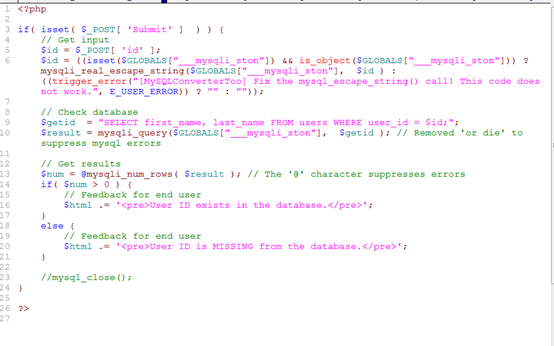 1 <?php
2
3 if( isset( $_POST[ 'Submit' ]  ) ) {
4     // Get input
5     $id = $_POST[ 'id' ];
6     $id = ((isset($GLOBALS["___mysqli_ston"]) && is_object($GLOBALS["___mysqli_ston"])) ?
mysqli_real_escape_string($GLOBALS["___mysqli_ston"],  $id ) :
((trigger_error("[MySQLConverterToo] Fix the mysql_escape_string() call! This code does
not work.", E_USER_ERROR)) ? "" : ""));
7
8     // Check database
9     $getid  = "SELECT first_name, last_name FROM users WHERE user_id = $id;";
10     $result = mysqli_query($GLOBALS["___mysqli_ston"],  $getid ); // Removed 'or die' to
suppress mysql errors
11
12     // Get results
13     $num = @mysqli_num_rows( $result ); // The '@' character suppresses errors
14     if( $num > 0 ) {
15         // Feedback for end user
16         $html .= '<pre>User ID exists in the database.</pre>';
17     }
18     else {
19         // Feedback for end user
20         $html .= '<pre>User ID is MISSING from the database.</pre>';
21     }
22
23     //mysql_close();
24 }
25
26 ?>
27